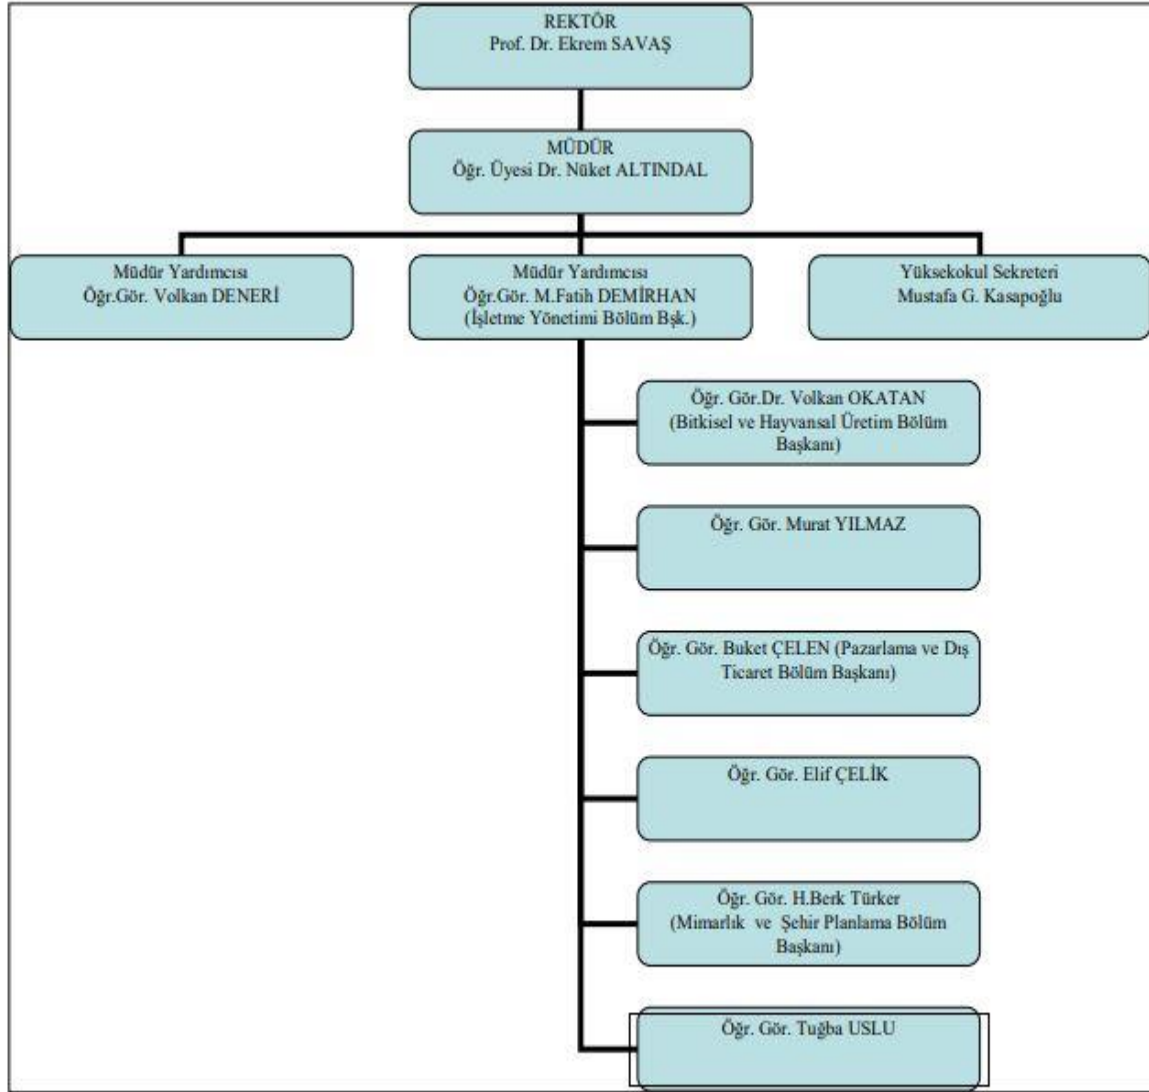 REKTÖR
Prof. Dr. Ekrem SAVAŞ
MÜDÜR
Öğr. Üyesi Dr. Nüket ALTINDAL
Müdür Yardımcısı
Öğr.Gör. Volkan DENERİ
Müdür Yardımcısı
Öğr.Gör. M.Fatih DEMİRHAN
(İşletme Yönetimi Bölüm Bşk.)
Yüksekokul Sekreteri
Mustafa G. Kasapoğlu
Öğr. Gör.Dr. Volkan OKATAN
(Bitkisel ve Hayvansal Üretim Bölüm
Başkanı)
Öğr. Gör. Murat YILMAZ
Öğr. Gör. Buket ÇELEN (Pazarlama ve Dış
Ticaret Bölüm Başkanı)
Öğr. Gör. Elif ÇELİK
Öğr. Gör. H.Berk Türker
(Mimarlık ve Şehir Planlama Bölüm
Başkanı)
Öğr. Gör. Tuğba USLU